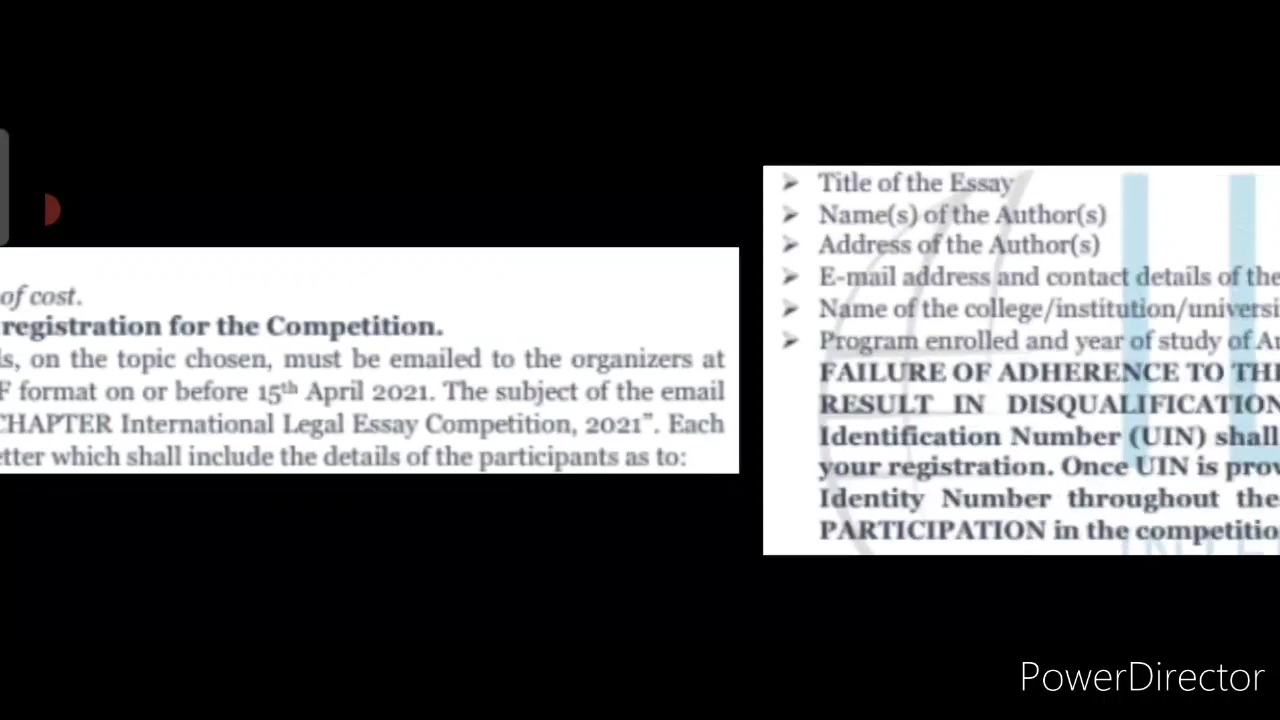 of cost.
registration for the Competition.
on the topic chosen, must be emailed to the organizers at
format on or before 15th April 2021. The subject of the email
CHAPTER International Legal Essay Competition, 2021”. Each
which shall include the details of the participants as to:
➢ Title of the Essay
➢ Name(s) of the Author(s)
➢ Address of the Author(s)
➢ E-mail address and contact details of the
➢ Name of the college/institution/universi
➢ Program enrolled and year of study of Au
FAILURE OF ADHERENCE TO THE
RESULT IN DISQUALIFICATION
Identification Number (UIN) shall
your registration. Once UIN is prov
Identity Number throughout the
PARTICIPATION in the competitio
PowerDirector